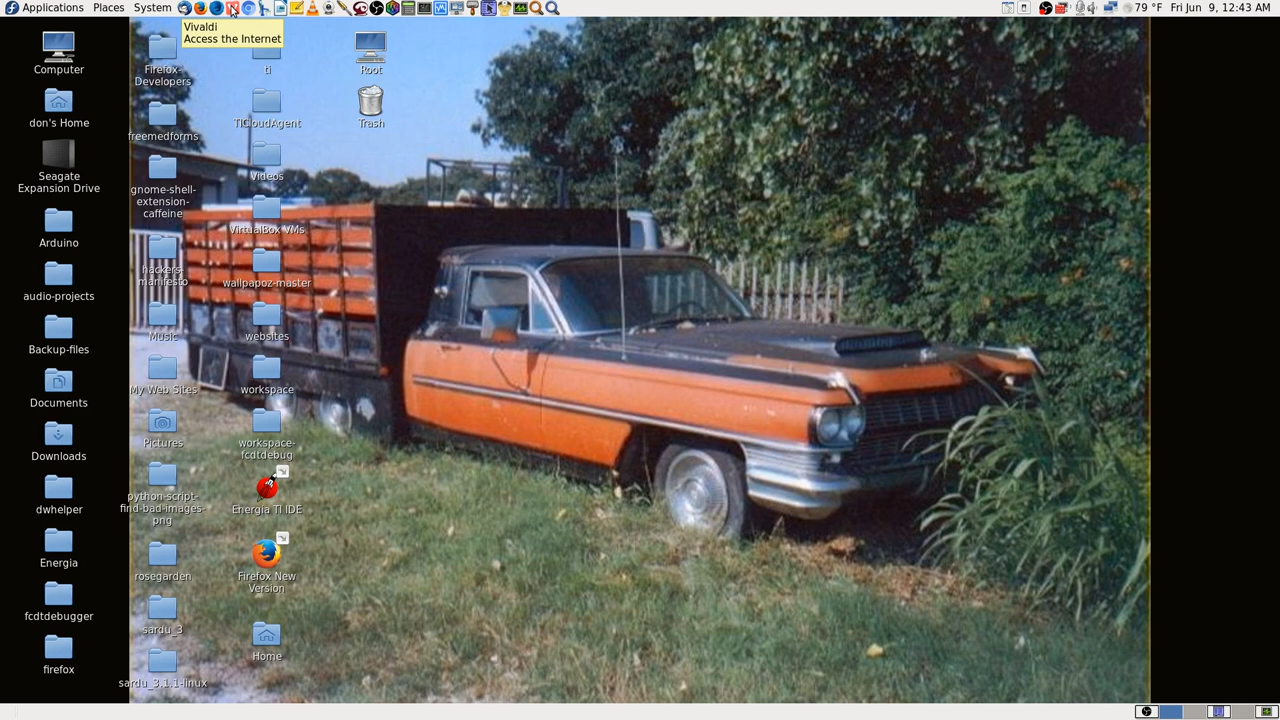 Applications Places System
79 °F Fri Jun 9, 12:43 AM
Vivaldi
Access the Internet
Computer
don's Home
Seagate
Expansion Drive
Arduino
audio-projects
Backup-files
Documents
Downloads
dwhelper
Energia
fcdtdebugger
firefox
Firefox-
Developers
freemedforms
gnome-shell-
extension-
caffeine
hackers-
manifesto
Music
My Web Sites
Pictures
python-script-
find-bad-images-
png
rosegarden
sardu_3
sardu_3.1.1-linux
ti
TICloudAgent
Videos
VirtualBox VMs
wallpapoz-master
websites
workspace
workspace-
fcdtdebug
Energia TI IDE
Firefox New
Version
Home
Root
Trash